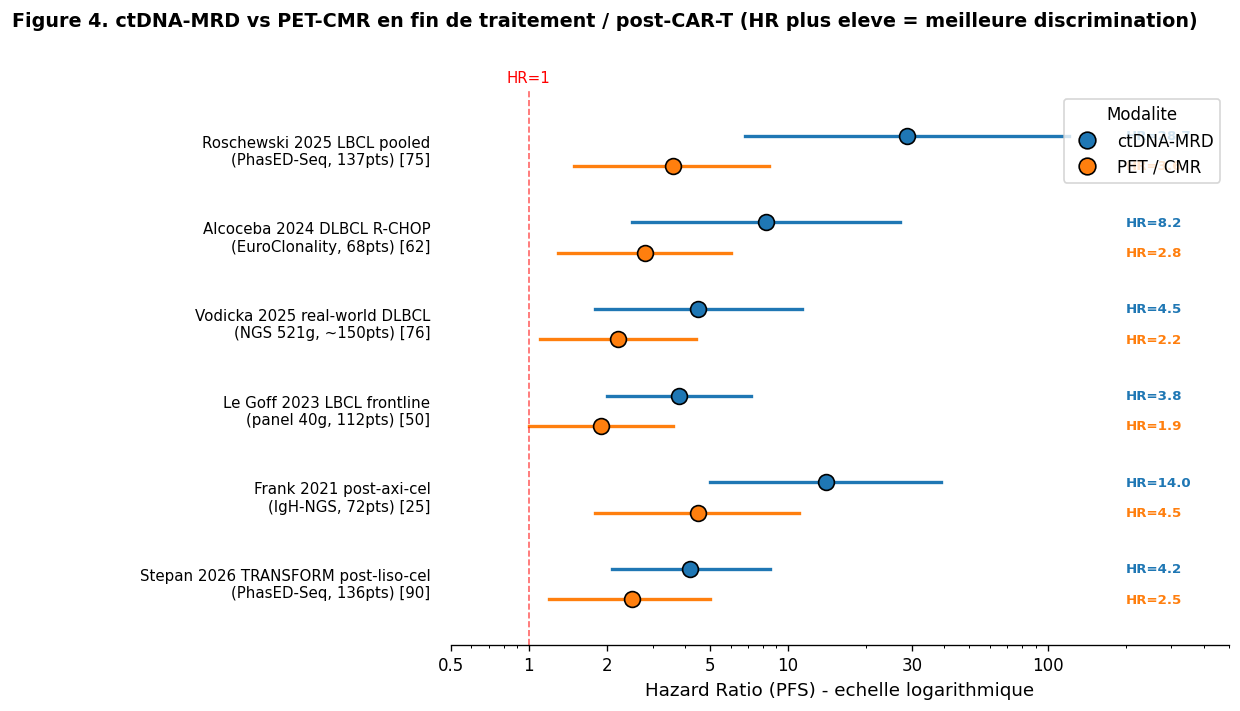 Figure 4. ctDNA-MRD vs PET-CMR en fin de traitement / post-CAR-T (HR plus eleve = meilleure discrimination)
HR=1
Modalite
ctDNA-MRD
PET / CMR
Roschewski 2025 LBCL pooled
(PhasED-Seq, 137pts) [75]
Alcoceba 2024 DLBCL R-CHOP
(EuroClonality, 68pts) [62]
HR=8.2
HR=2.8
Vodicka 2025 real-world DLBCL
(NGS 521g, ~150pts) [76]
HR=4.5
HR=2.2
Le Goff 2023 LBCL frontline
(panel 40g, 112pts) [50]
HR=3.8
HR=1.9
Frank 2021 post-axi-cel
(IgH-NGS, 72pts) [25]
HR=14.0
HR=4.5
Stepan 2026 TRANSFORM post-liso-cel
(PhasED-Seq, 136pts) [90]
HR=4.2
HR=2.5
0.5 1 2 5 10 30 100
Hazard Ratio (PFS) - echelle logarithmique